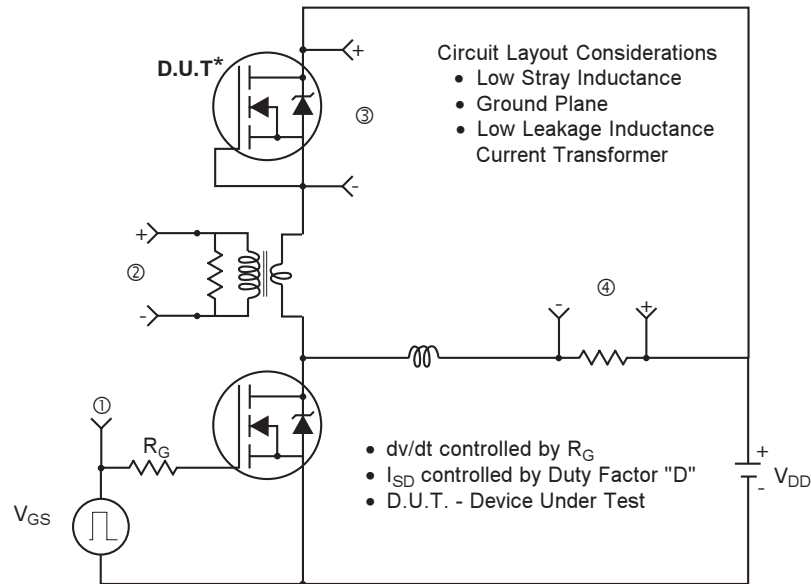 D.U.T*
+
③
-
Circuit Layout Considerations
• Low Stray Inductance
• Ground Plane
• Low Leakage Inductance
Current Transformer
+
②
-
④
-
+
①
R_G
V_GS
• dv/dt controlled by R_G
• I_SD controlled by Duty Factor "D"
• D.U.T. - Device Under Test
+
-
V_DD